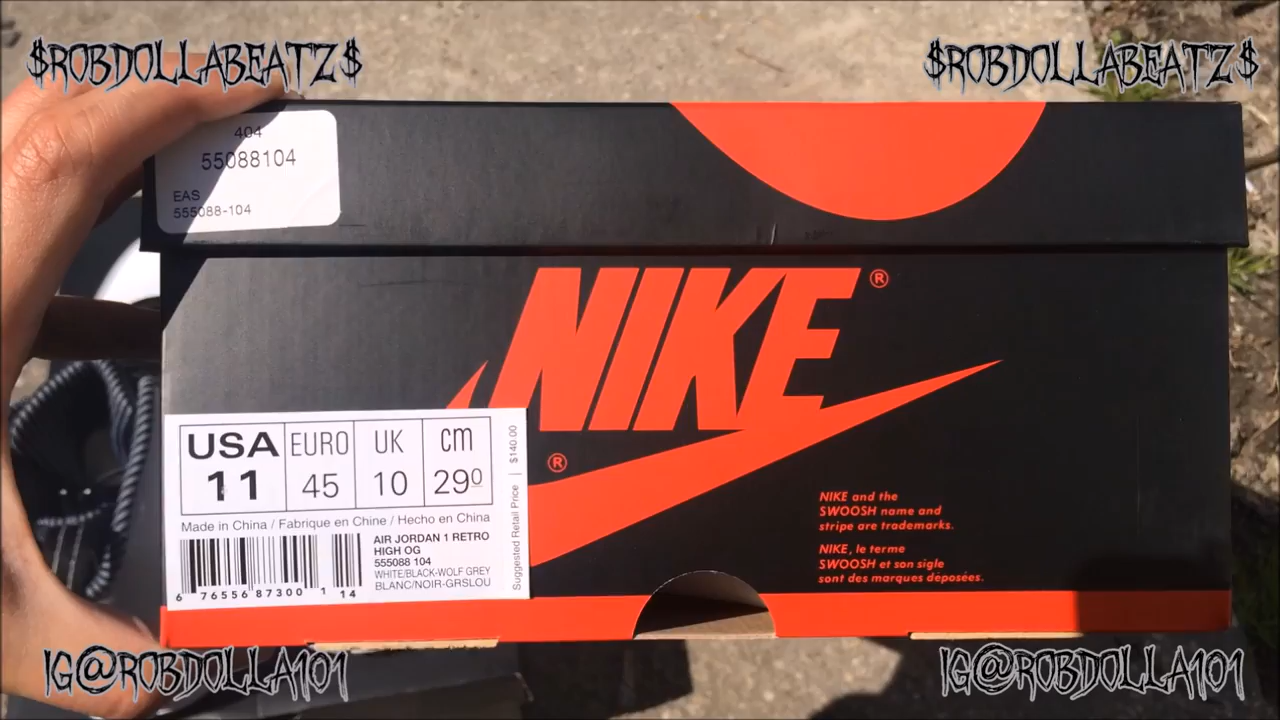 $ROBDOLLABEATZ$
$ROBDOLLABEATZ$
404
55088104
EAS
555088-104
NIKE®
®
USA EURO UK cm
11 45 10 29⁰
Made in China / Fabrique en Chine / Hecho en China
AIR JORDAN 1 RETRO
HIGH OG
555088 104
WHITE/BLACK-WOLF GREY
BLANC/NOIR-GRSLOU
6 76556 87300 1 14
Suggested Retail Price | $140.00
NIKE and the
SWOOSH name and
stripe are trademarks.
NIKE, le terme
SWOOSH et son sigle
sont des marques déposées.
IG@ROBDOLLA101
IG@ROBDOLLA101